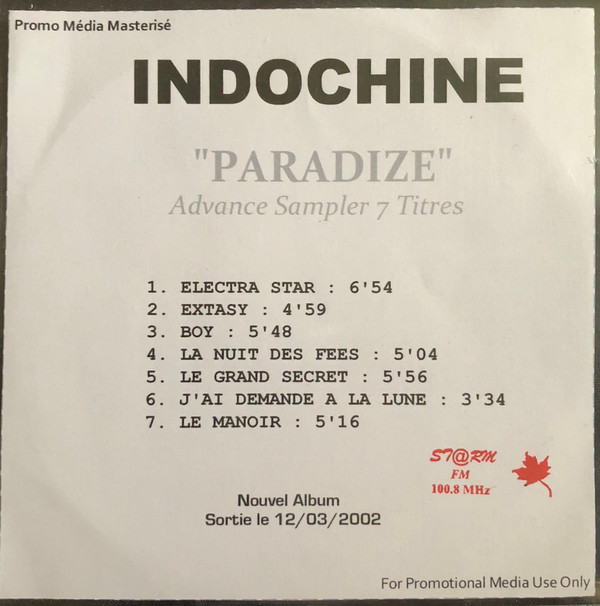 Promo Média Masterisé
INDOCHINE
"PARADIZE"
Advance Sampler 7 Titres
1. ELECTRA STAR : 6'54
2. EXTASY : 4'59
3. BOY : 5'48
4. LA NUIT DES FEES : 5'04
5. LE GRAND SECRET : 5'56
6. J'AI DEMANDE A LA LUNE : 3'34
7. LE MANOIR : 5'16
ST@RM
FM
100.8 MHz
Nouvel Album
Sortie le 12/03/2002
For Promotional Media Use Only